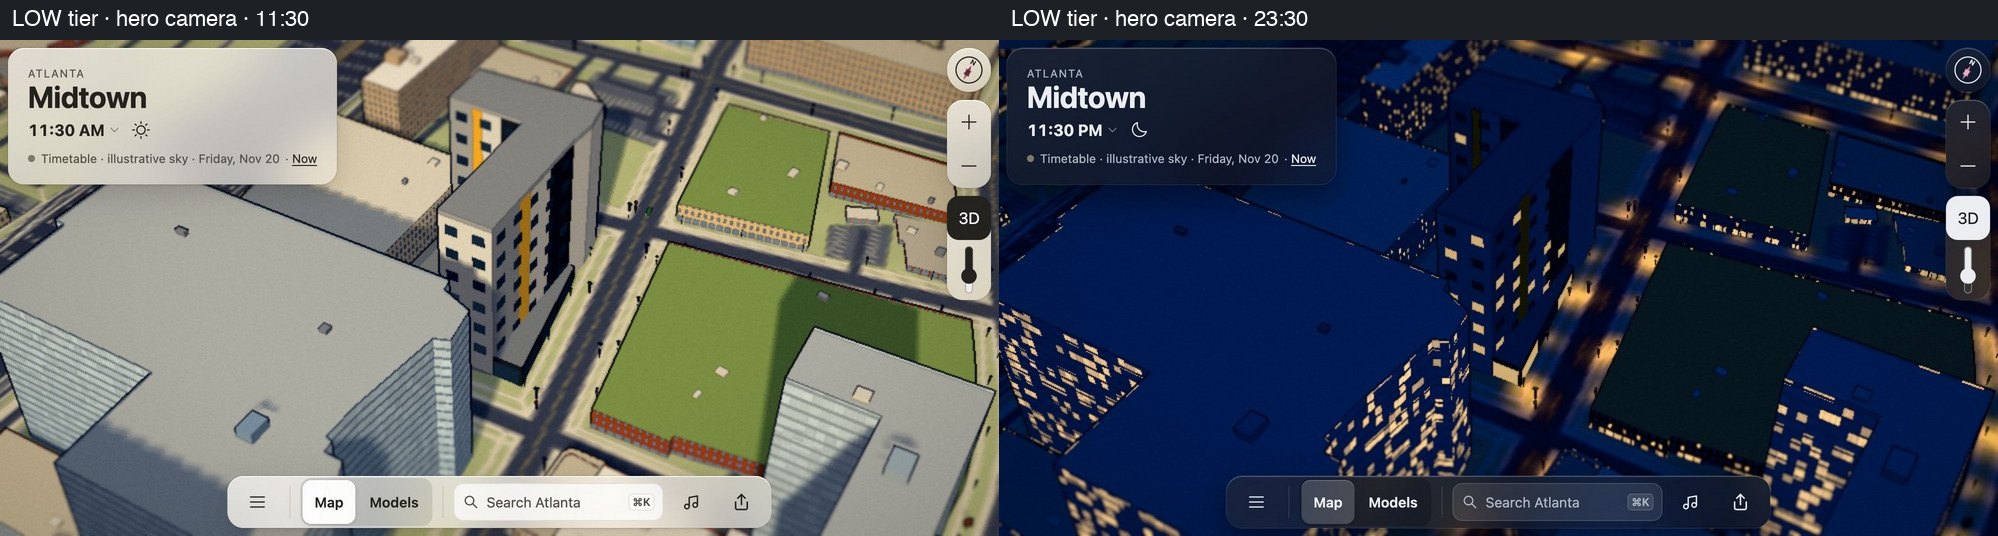 LOW tier · hero camera · 11:30
ATLANTA
Midtown
11:30 AM
Timetable · illustrative sky · Friday, Nov 20 · Now
N
+
−
3D
Map Models Search Atlanta ⌘K
LOW tier · hero camera · 23:30
ATLANTA
Midtown
11:30 PM
Timetable · illustrative sky · Friday, Nov 20 · Now
N
+
−
3D
Map Models Search Atlanta ⌘K